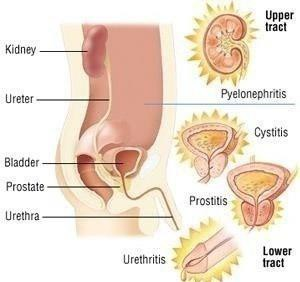 Upper
tract
Kidney
Pyelonephritis
Ureter
Cystitis
Bladder
Prostate
Prostitis
Urethra
Urethritis
Lower
tract